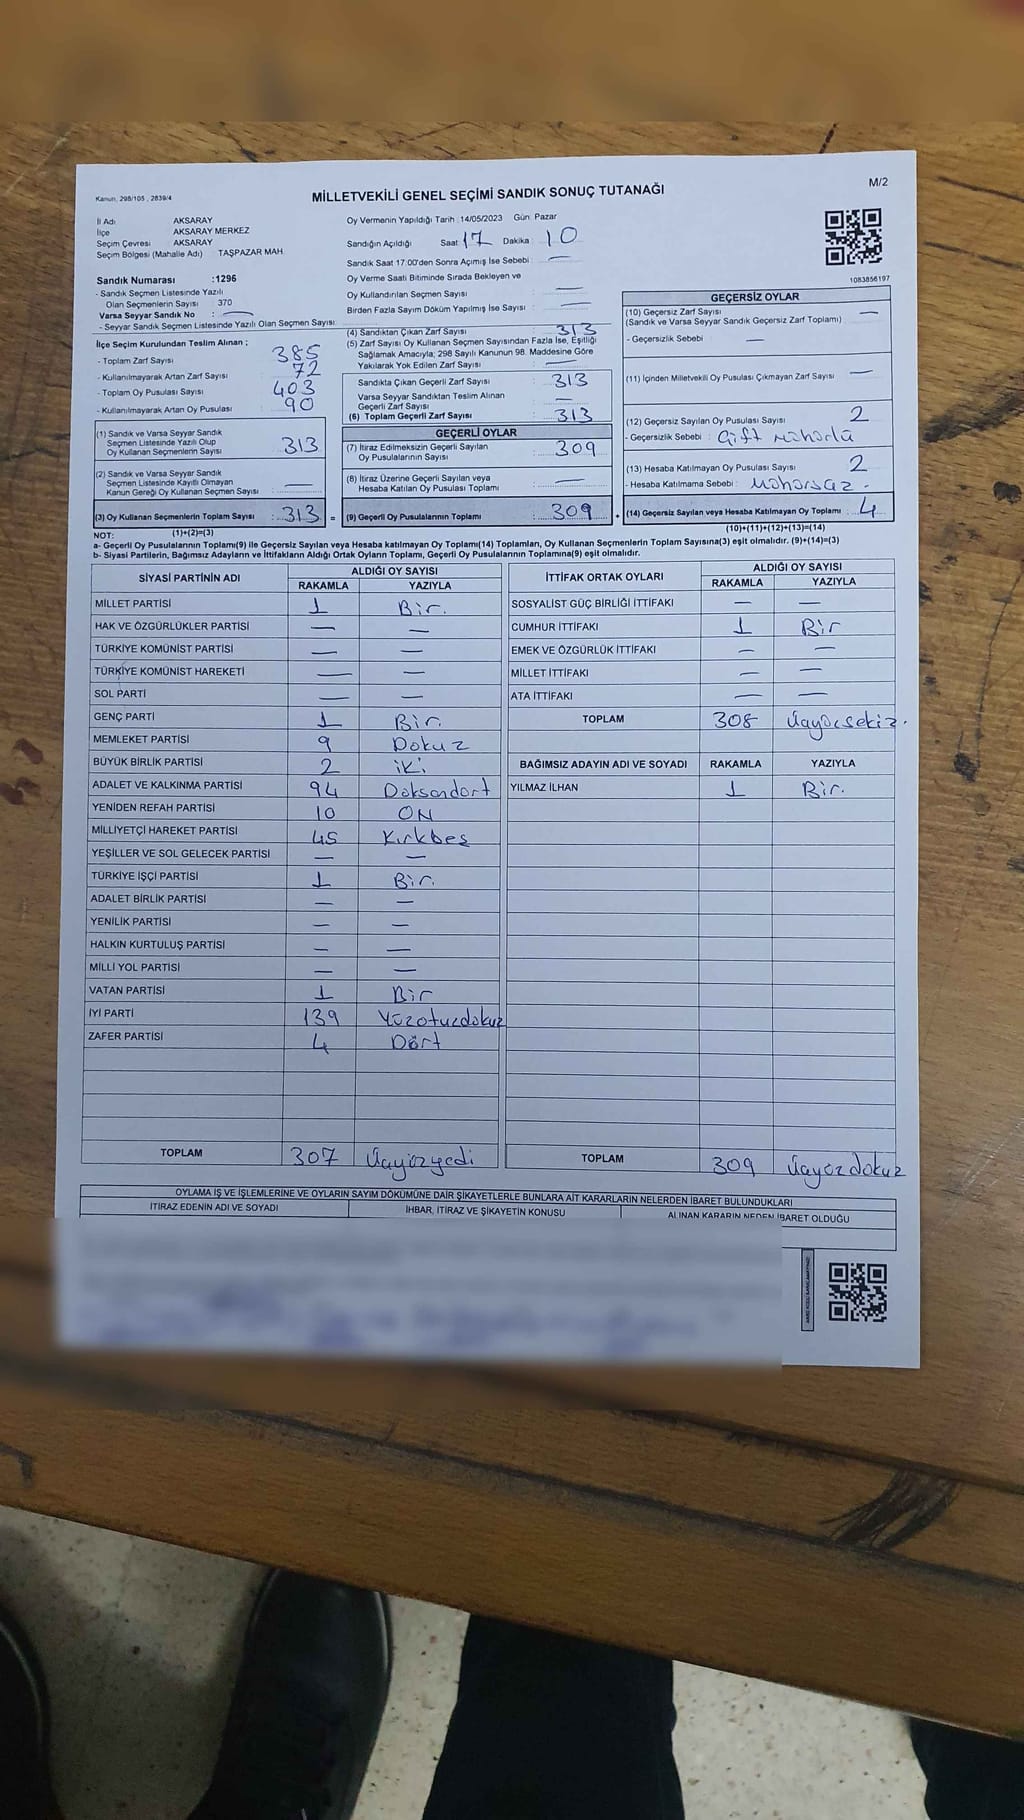 Kanun, 298/105 , 2839/4
MİLLETVEKİLİ GENEL SEÇİMİ SANDIK SONUÇ TUTANAĞI
M/2
İl Adı AKSARAY
İlçe AKSARAY MERKEZ
Seçim Çevresi AKSARAY
Seçim Bölgesi (Mahalle Adı) TAŞPAZAR MAH.
Sandık Numarası :1296
- Sandık Seçmen Listesinde Yazılı
Olan Seçmenlerin Sayısı : 370
Varsa Seyyar Sandık No : —
- Seyyar Sandık Seçmen Listesinde Yazılı Olan Seçmen Sayısı:
İlçe Seçim Kurulundan Teslim Alınan ;
- Toplam Zarf Sayısı 385
- Kullanılmayarak Artan Zarf Sayısı 72
- Toplam Oy Pusulası Sayısı 403
- Kullanılmayarak Artan Oy Pusulası 90
(1) Sandık ve Varsa Seyyar Sandık
Seçmen Listesinde Yazılı Olup
Oy Kullanan Seçmenlerin Sayısı 313
(2) Sandık ve Varsa Seyyar Sandık
Seçmen Listesinde Kayıtlı Olmayan
Kanun Gereği Oy Kullanan Seçmen Sayısı : —
(3) Oy Kullanan Seçmenlerin Toplam Sayısı : 313 =
Oy Vermenin Yapıldığı Tarih :14/05/2023 Gün: Pazar
Sandığın Açıldığı Saat: 17 Dakika : 10
Sandık Saat 17:00'den Sonra Açımış İse Sebebi : —
Oy Verme Saati Bitiminde Sırada Bekleyen ve
Oy Kullandırılan Seçmen Sayısı —
Birden Fazla Sayım Döküm Yapılmış İse Sayısı : —
(4) Sandıktan Çıkan Zarf Sayısı : 313
(5) Zarf Sayısı Oy Kullanan Seçmen Sayısından Fazla İse, Eşitliği
Sağlamak Amacıyla; 298 Sayılı Kanunun 98. Maddesine Göre
Yakılarak Yok Edilen Zarf Sayısı : —
Sandıkta Çıkan Geçerli Zarf Sayısı : 313
Varsa Seyyar Sandıktan Teslim Alınan
Geçerli Zarf Sayısı —
(6) Toplam Geçerli Zarf Sayısı : 313
GEÇERLİ OYLAR
(7) İtiraz Edilmeksizin Geçerli Sayılan
Oy Pusulalarının Sayısı 309
(8) İtiraz Üzerine Geçerli Sayılan veya
Hesaba Katılan Oy Pusulası Toplamı —
(9) Geçerli Oy Pusulalarının Toplamı : 309 +
1083856197
GEÇERSİZ OYLAR
(10) Geçersiz Zarf Sayısı
(Sandık ve Varsa Seyyar Sandık Geçersiz Zarf Toplamı) : —
- Geçersizlik Sebebi : —
(11) İçinden Milletvekili Oy Pusulası Çıkmayan Zarf Sayısı : —
(12) Geçersiz Sayılan Oy Pusulası Sayısı : 2
- Geçersizlik Sebebi : Çift mühürlü
(13) Hesaba Katılmayan Oy Pusulası Sayısı : 2
- Hesaba Katılmama Sebebi : Mühürsüz.
(14) Geçersiz Sayılan veya Hesaba Katılmayan Oy Toplamı : 4
NOT: (1)+(2)=(3) (10)+(11)+(12)+(13)=(14)
a- Geçerli Oy Pusulalarının Toplamı(9) ile Geçersiz Sayılan veya Hesaba katılmayan Oy Toplamı(14) Toplamları, Oy Kullanan Seçmenlerin Toplam Sayısına(3) eşit olmalıdır. (9)+(14)=(3)
b- Siyasi Partilerin, Bağımsız Adayların ve İttifakların Aldığı Ortak Oyların Toplamı, Geçerli Oy Pusulalarının Toplamına(9) eşit olmalıdır.
SİYASİ PARTİNİN ADI ALDIĞI OY SAYISI
RAKAMLA YAZIYLA
MİLLET PARTİSİ 1 Bir.
HAK VE ÖZGÜRLÜKLER PARTİSİ — —
TÜRKİYE KOMÜNİST PARTİSİ — —
TÜRKİYE KOMÜNİST HAREKETİ — —
SOL PARTİ — —
GENÇ PARTİ 1 Bir.
MEMLEKET PARTİSİ 9 Dokuz
BÜYÜK BİRLİK PARTİSİ 2 iki
ADALET VE KALKINMA PARTİSİ 94 Doksandört
YENİDEN REFAH PARTİSİ 10 ON
MİLLİYETÇİ HAREKET PARTİSİ 45 Kırkbeş
YEŞİLLER VE SOL GELECEK PARTİSİ — —
TÜRKİYE İŞÇİ PARTİSİ 1 Bir.
ADALET BİRLİK PARTİSİ — —
YENİLİK PARTİSİ — —
HALKIN KURTULUŞ PARTİSİ — —
MİLLİ YOL PARTİSİ — —
VATAN PARTİSİ 1 Bir
İYİ PARTİ 139 Yüzotuzdokuz
ZAFER PARTİSİ 4 Dört
TOPLAM 307 Üçyüzyedi
İTTİFAK ORTAK OYLARI ALDIĞI OY SAYISI
RAKAMLA YAZIYLA
SOSYALİST GÜÇ BİRLİĞİ İTTİFAKI — —
CUMHUR İTTİFAKI 1 Bir
EMEK VE ÖZGÜRLÜK İTTİFAKI — —
MİLLET İTTİFAKI — —
ATA İTTİFAKI — —
TOPLAM 308 Üçyüzsekiz.
BAĞIMSIZ ADAYIN ADI VE SOYADI RAKAMLA YAZIYLA
YILMAZ İLHAN 1 Bir.
TOPLAM 309 Üçyüzdokuz
OYLAMA İŞ VE İŞLEMLERİNE VE OYLARIN SAYIM DÖKÜMÜNE DAİR ŞİKAYETLERLE BUNLARA AİT KARARLARIN NELERDEN İBARET BULUNDUKLARI
İTİRAZ EDENİN ADI VE SOYADI İHBAR, İTİRAZ VE ŞİKAYETİN KONUSU ALINAN KARARIN NEDEN İBARET OLDUĞU